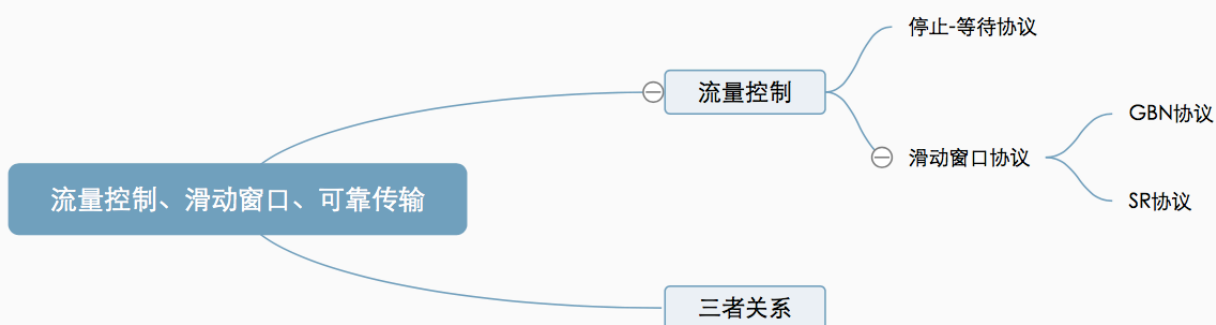 停止-等待协议
流量控制
GBN协议
滑动窗口协议
流量控制、滑动窗口、可靠传输
SR协议
三者关系